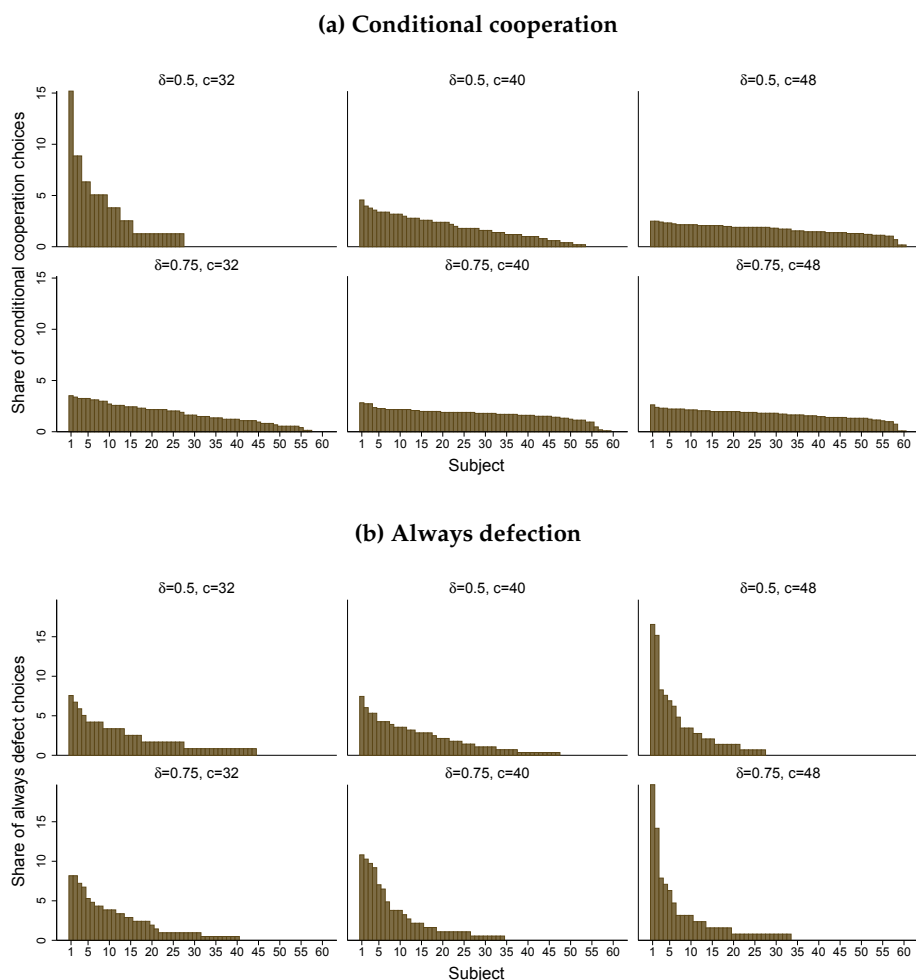 (a) Conditional cooperation
δ=0.5, c=32 δ=0.5, c=40 δ=0.5, c=48
15
10
5
0
δ=0.75, c=32 δ=0.75, c=40 δ=0.75, c=48
15
10
5
0
Share of conditional cooperation choices
1 5 10 15 20 25 30 35 40 45 50 55 60 1 5 10 15 20 25 30 35 40 45 50 55 60 1 5 10 15 20 25 30 35 40 45 50 55 60
Subject
(b) Always defection
δ=0.5, c=32 δ=0.5, c=40 δ=0.5, c=48
15
10
5
0
δ=0.75, c=32 δ=0.75, c=40 δ=0.75, c=48
15
10
5
0
Share of always defect choices
1 5 10 15 20 25 30 35 40 45 50 55 60 1 5 10 15 20 25 30 35 40 45 50 55 60 1 5 10 15 20 25 30 35 40 45 50 55 60
Subject